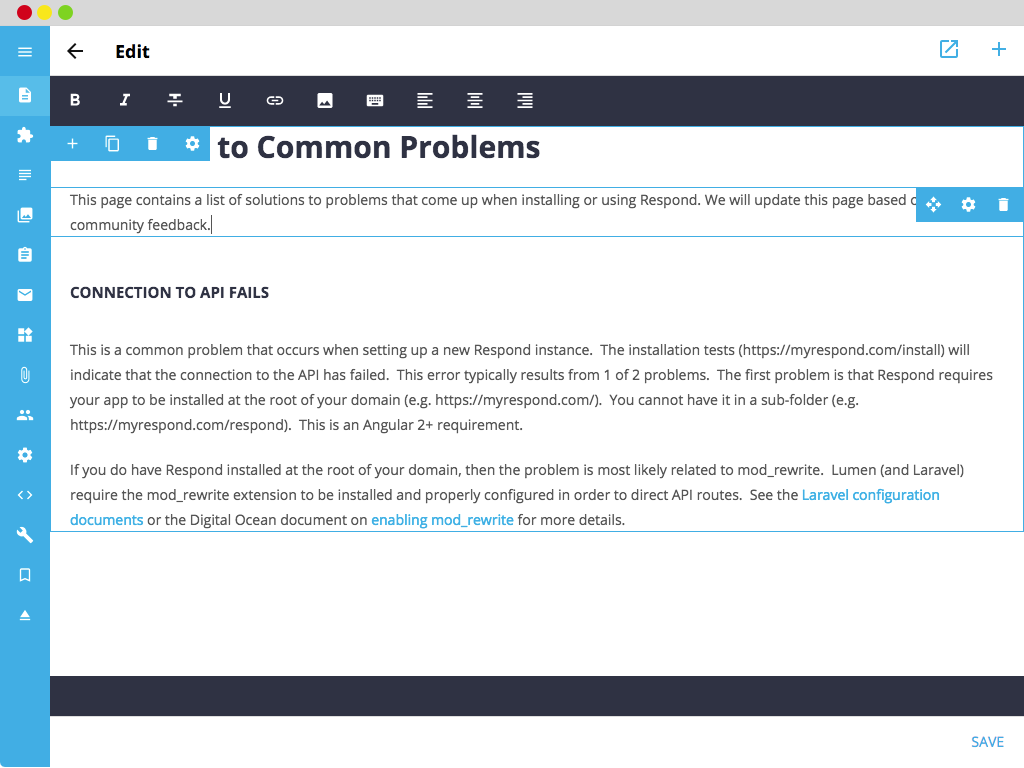 Edit
B I U
to Common Problems
This page contains a list of solutions to problems that come up when installing or using Respond. We will update this page based
community feedback.
CONNECTION TO API FAILS
This is a common problem that occurs when setting up a new Respond instance.  The installation tests (https://myrespond.com/install) will
indicate that the connection to the API has failed.  This error typically results from 1 of 2 problems.  The first problem is that Respond requires
your app to be installed at the root of your domain (e.g. https://myrespond.com/).  You cannot have it in a sub-folder (e.g.
https://myrespond.com/respond).  This is an Angular 2+ requirement.
If you do have Respond installed at the root of your domain, then the problem is most likely related to mod_rewrite.  Lumen (and Laravel)
require the mod_rewrite extension to be installed and properly configured in order to direct API routes.  See the Laravel configuration
documents or the Digital Ocean document on enabling mod_rewrite for more details.
SAVE